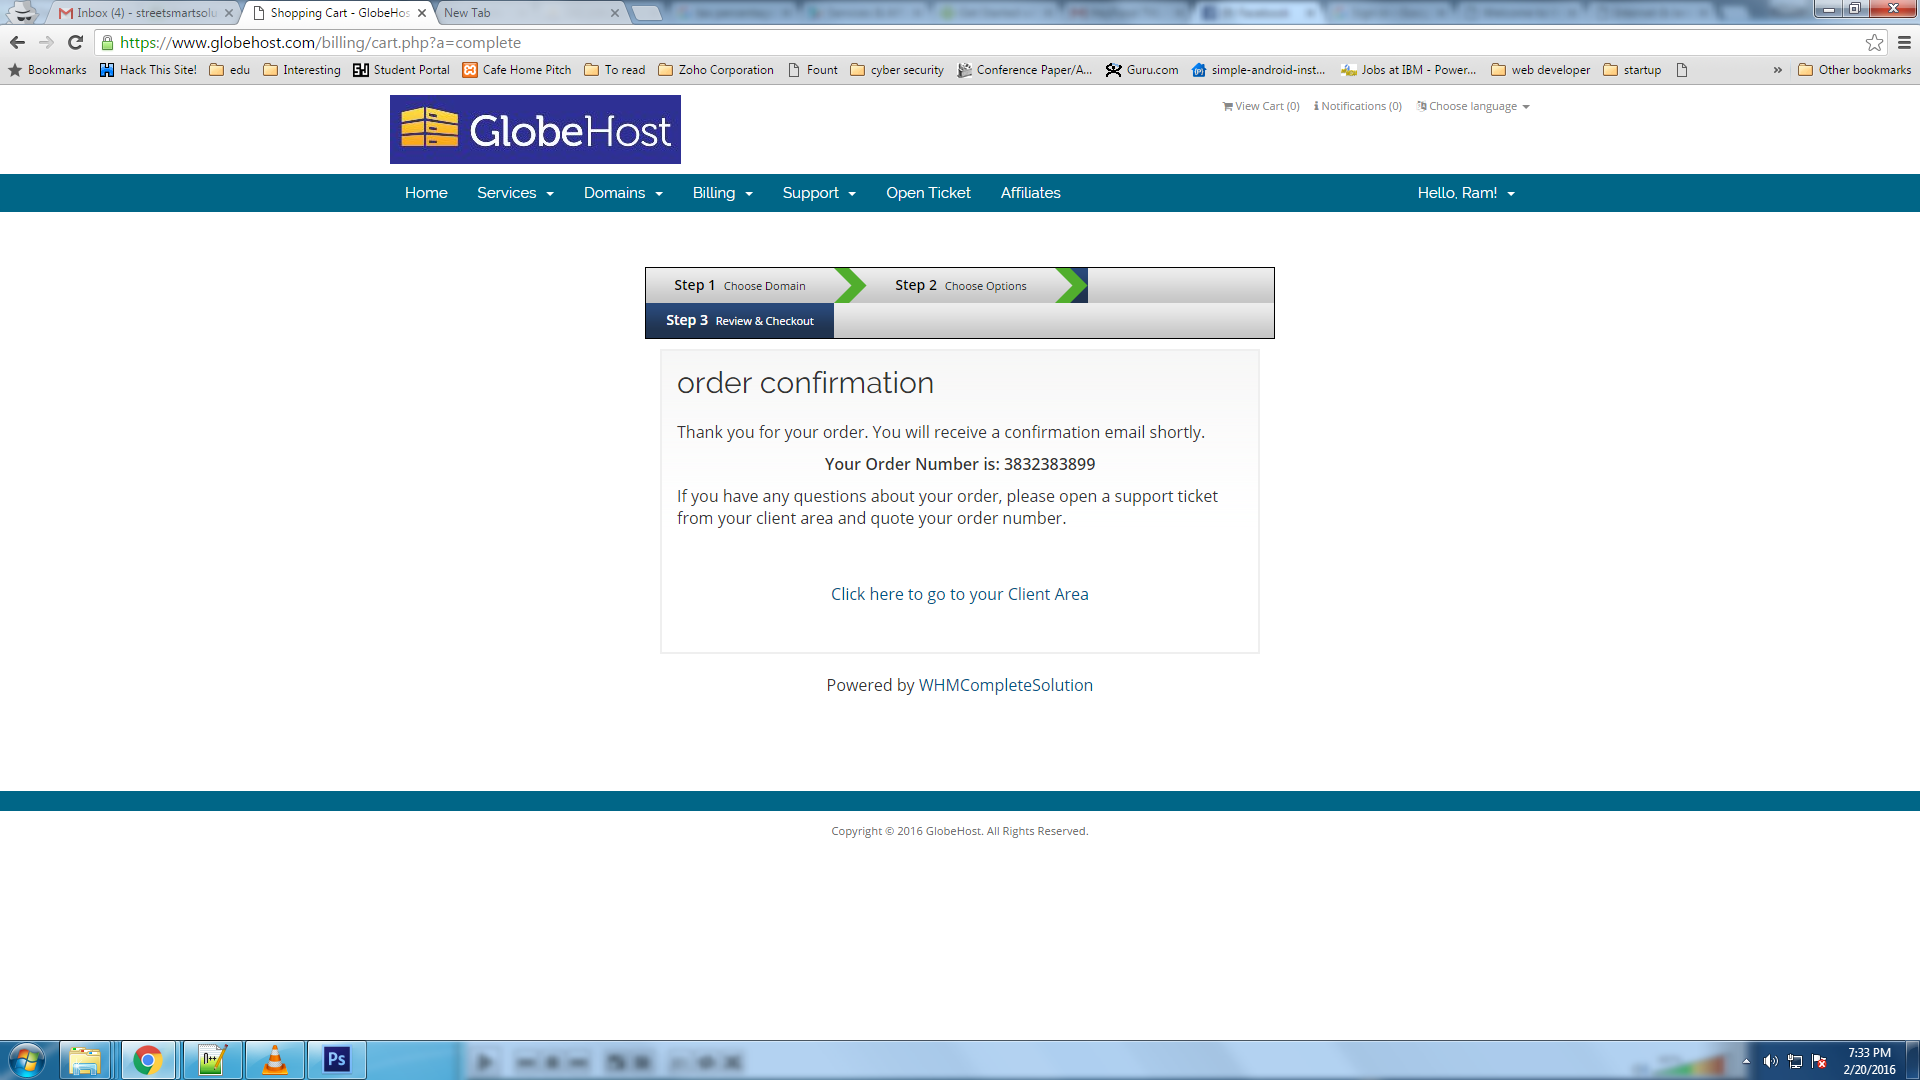 Inbox (4) - streetsmartsolu
Shopping Cart - GlobeHos
New Tab
https://www.globehost.com/billing/cart.php?a=complete
Bookmarks Hack This Site! edu Interesting Student Portal Cafe Home Pitch To read Zoho Corporation Fount cyber security Conference Paper/A... Guru.com simple-android-inst... Jobs at IBM - Power... web developer startup » Other bookmarks
GlobeHost
View Cart (0) Notifications (0) Choose language
Home Services Domains Billing Support Open Ticket Affiliates Hello, Ram!
Step 1 Choose Domain Step 2 Choose Options
Step 3 Review & Checkout
order confirmation
Thank you for your order. You will receive a confirmation email shortly.
Your Order Number is: 3832383899
If you have any questions about your order, please open a support ticket
from your client area and quote your order number.
Click here to go to your Client Area
Powered by WHMCompleteSolution
Copyright © 2016 GlobeHost. All Rights Reserved.
Ps
7:33 PM
2/20/2016